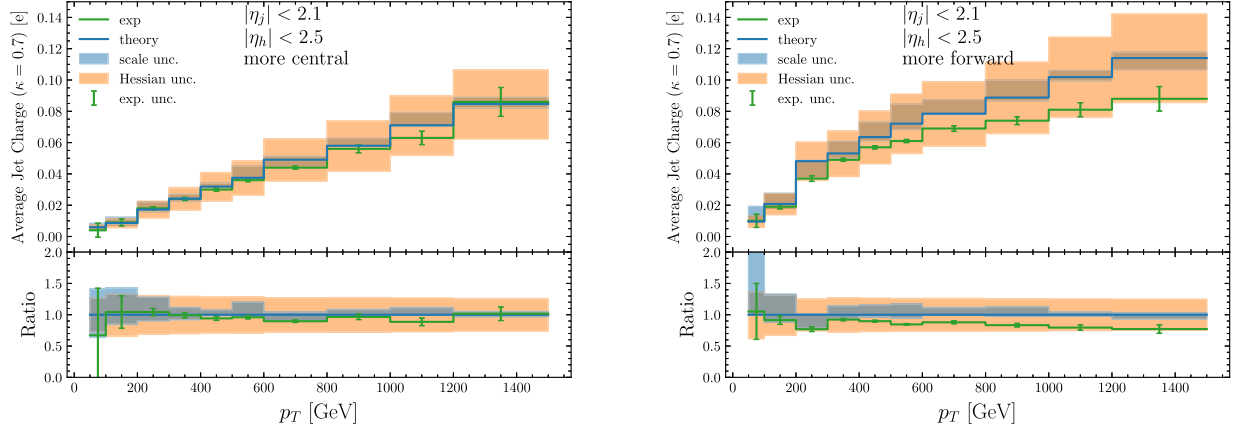 Average Jet Charge (κ = 0.7) [e]
0.14
0.12
0.10
0.08
0.06
0.04
0.02
0.00
exp
theory
scale unc.
Hessian unc.
exp. unc.
|η_j| < 2.1
|η_h| < 2.5
more central
Ratio
2.0
1.5
1.0
0.5
0.0
0 200 400 600 800 1000 1200 1400
p_T [GeV]
Average Jet Charge (κ = 0.7) [e]
0.14
0.12
0.10
0.08
0.06
0.04
0.02
0.00
exp
theory
scale unc.
Hessian unc.
exp. unc.
|η_j| < 2.1
|η_h| < 2.5
more forward
Ratio
2.0
1.5
1.0
0.5
0.0
0 200 400 600 800 1000 1200 1400
p_T [GeV]